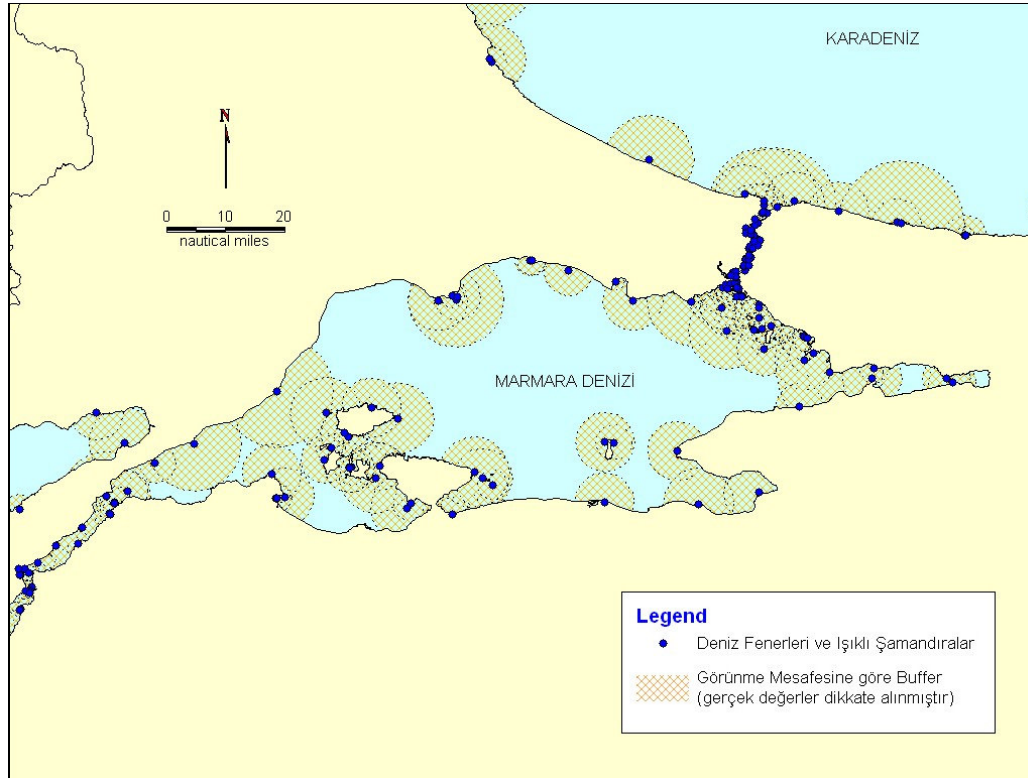 KARADENİZ
N
0 10 20
nautical miles
MARMARA DENİZİ
Legend
Deniz Fenerleri ve Işıklı Şamandıralar
Görünme Mesafesine göre Buffer
(gerçek değerler dikkate alınmıştır)